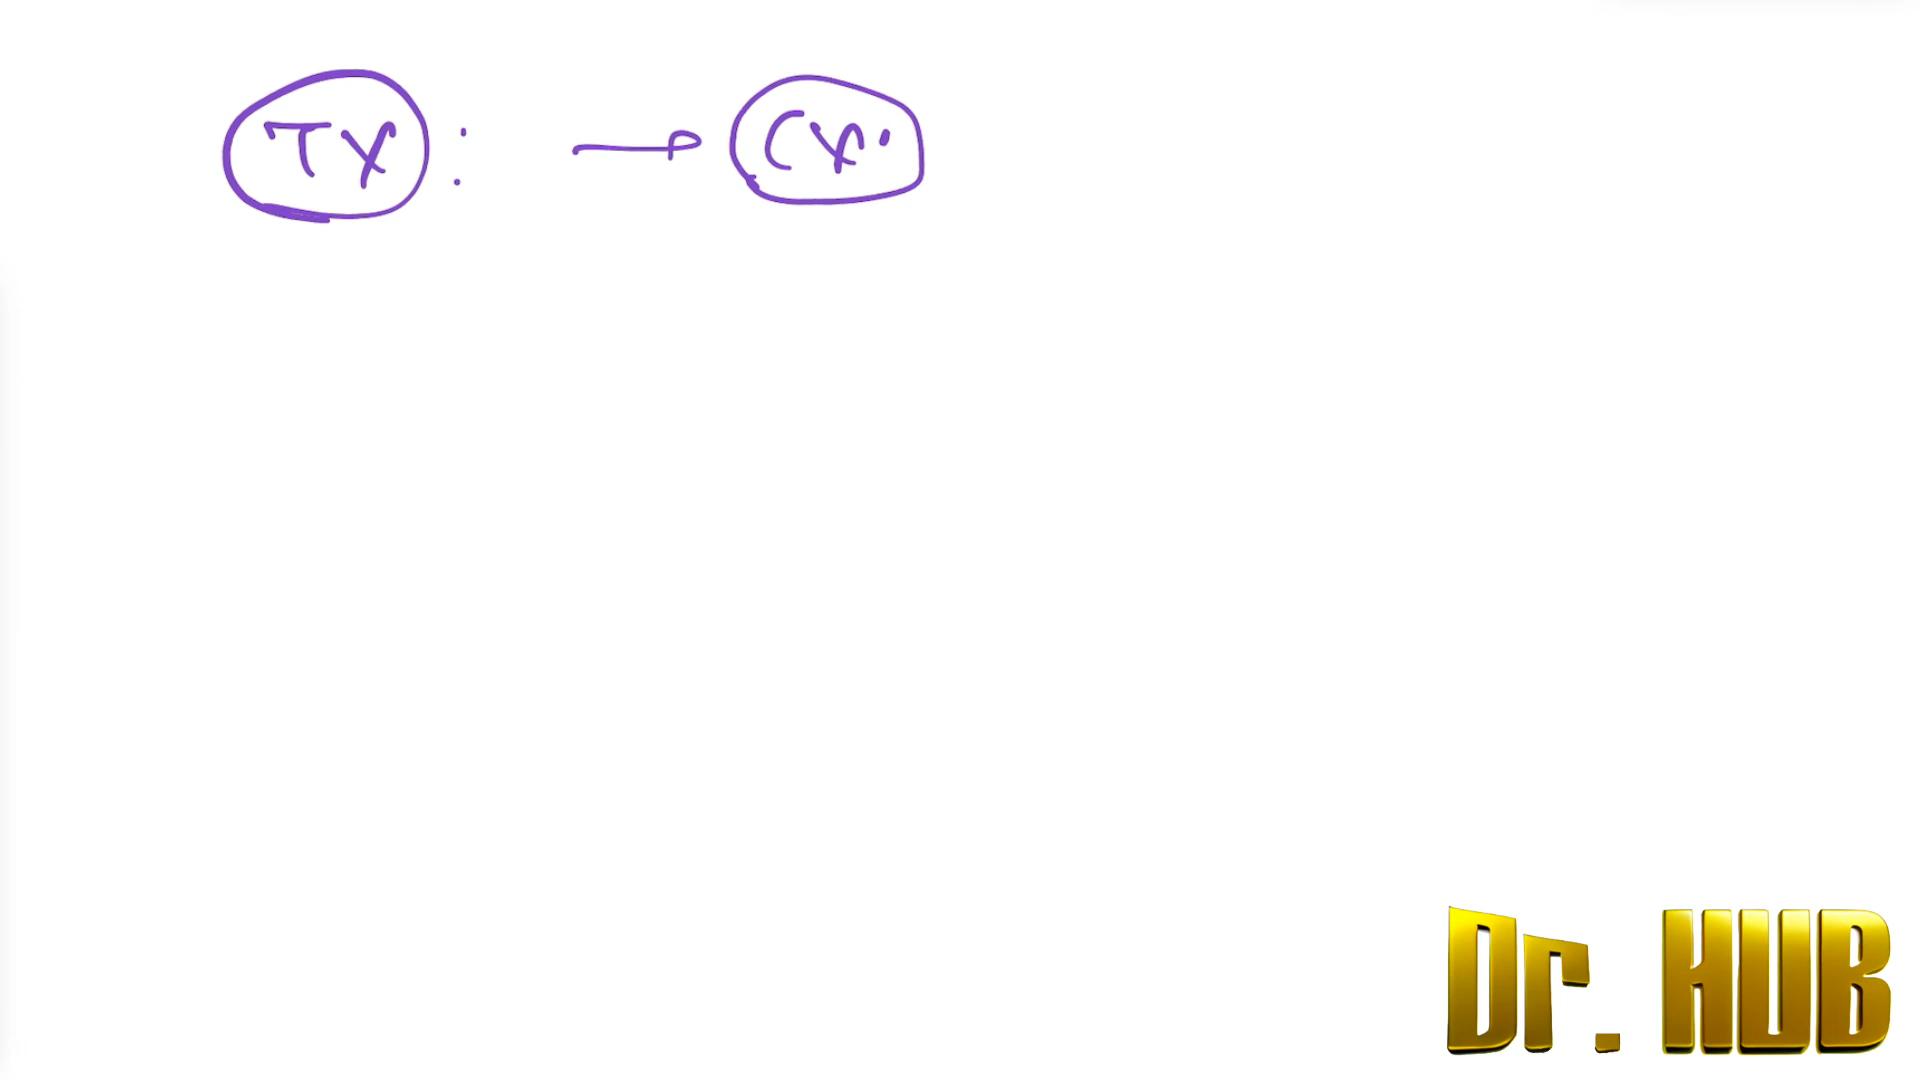 TX : → CX.
Dr. HUB